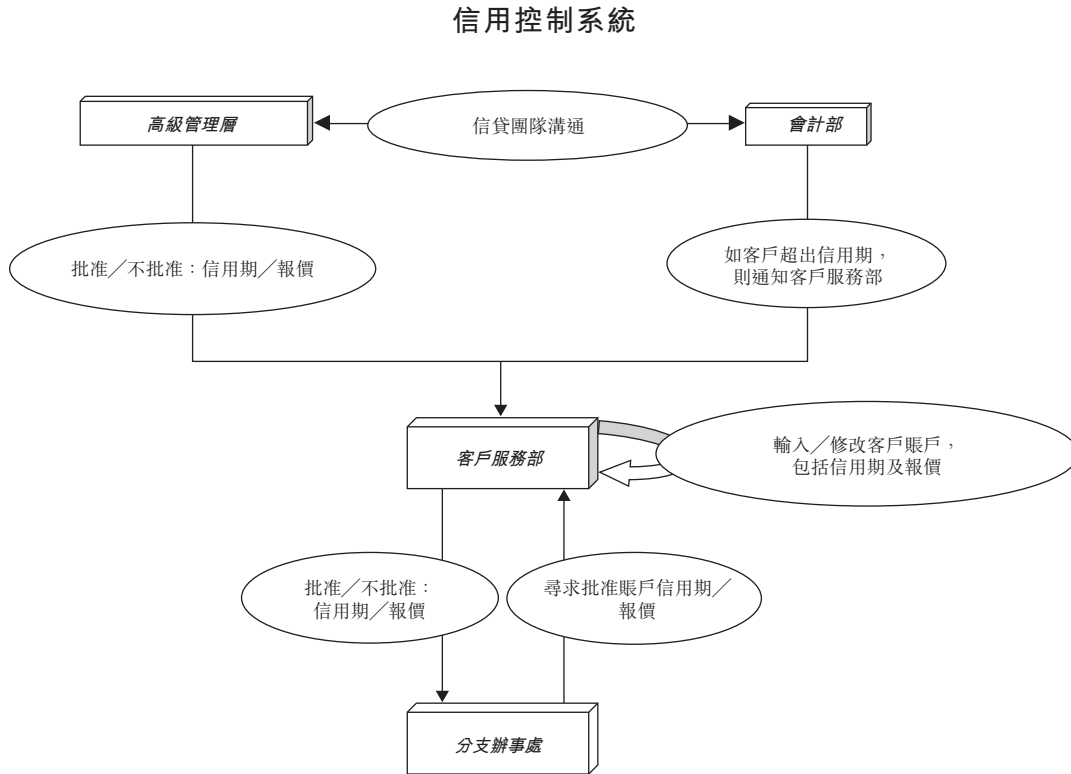 信用控制系統
高級管理層
信貸團隊溝通
會計部
批准／不批准：信用期／報價
如客戶超出信用期，
則通知客戶服務部
客戶服務部
輸入／修改客戶賬戶，
包括信用期及報價
批准／不批准：
信用期／報價
尋求批准賬戶信用期／
報價
分支辦事處